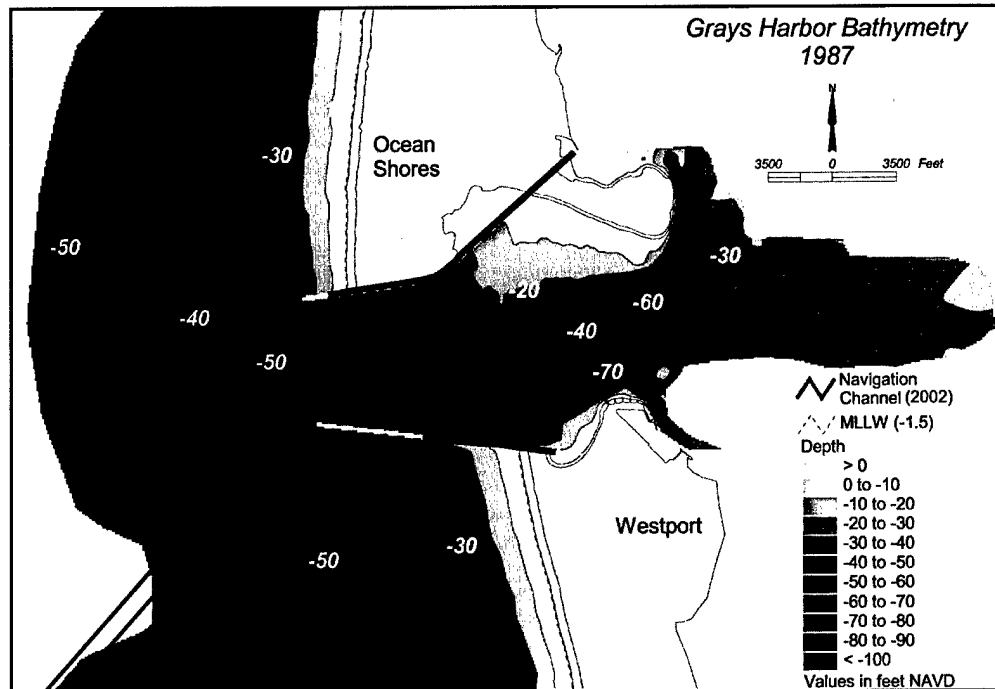 Grays Harbor Bathymetry
1987
N
3500 0 3500 Feet
Ocean
Shores
-30
-50
-30
-20
-60
-40
-40
-50
-70
Westport
-30
-50
Navigation
Channel (2002)
MLLW (-1.5)
Depth
> 0
0 to -10
-10 to -20
-20 to -30
-30 to -40
-40 to -50
-50 to -60
-60 to -70
-70 to -80
-80 to -90
< -100
Values in feet NAVD